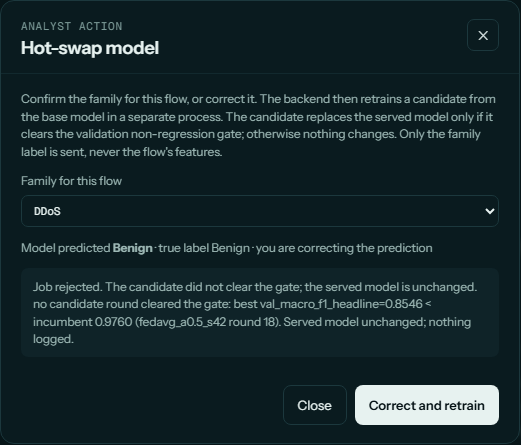 ANALYST ACTION
Hot-swap model
Confirm the family for this flow, or correct it. The backend then retrains a candidate from
the base model in a separate process. The candidate replaces the served model only if it
clears the validation non-regression gate; otherwise nothing changes. Only the family
label is sent, never the flow's features.
Family for this flow
DDoS
Model predicted Benign · true label Benign · you are correcting the prediction
Job rejected. The candidate did not clear the gate; the served model is unchanged.
no candidate round cleared the gate: best val_macro_f1_headline=0.8546 <
incumbent 0.9760 (fedavg_a0.5_s42 round 18). Served model unchanged; nothing
logged.
Close
Correct and retrain